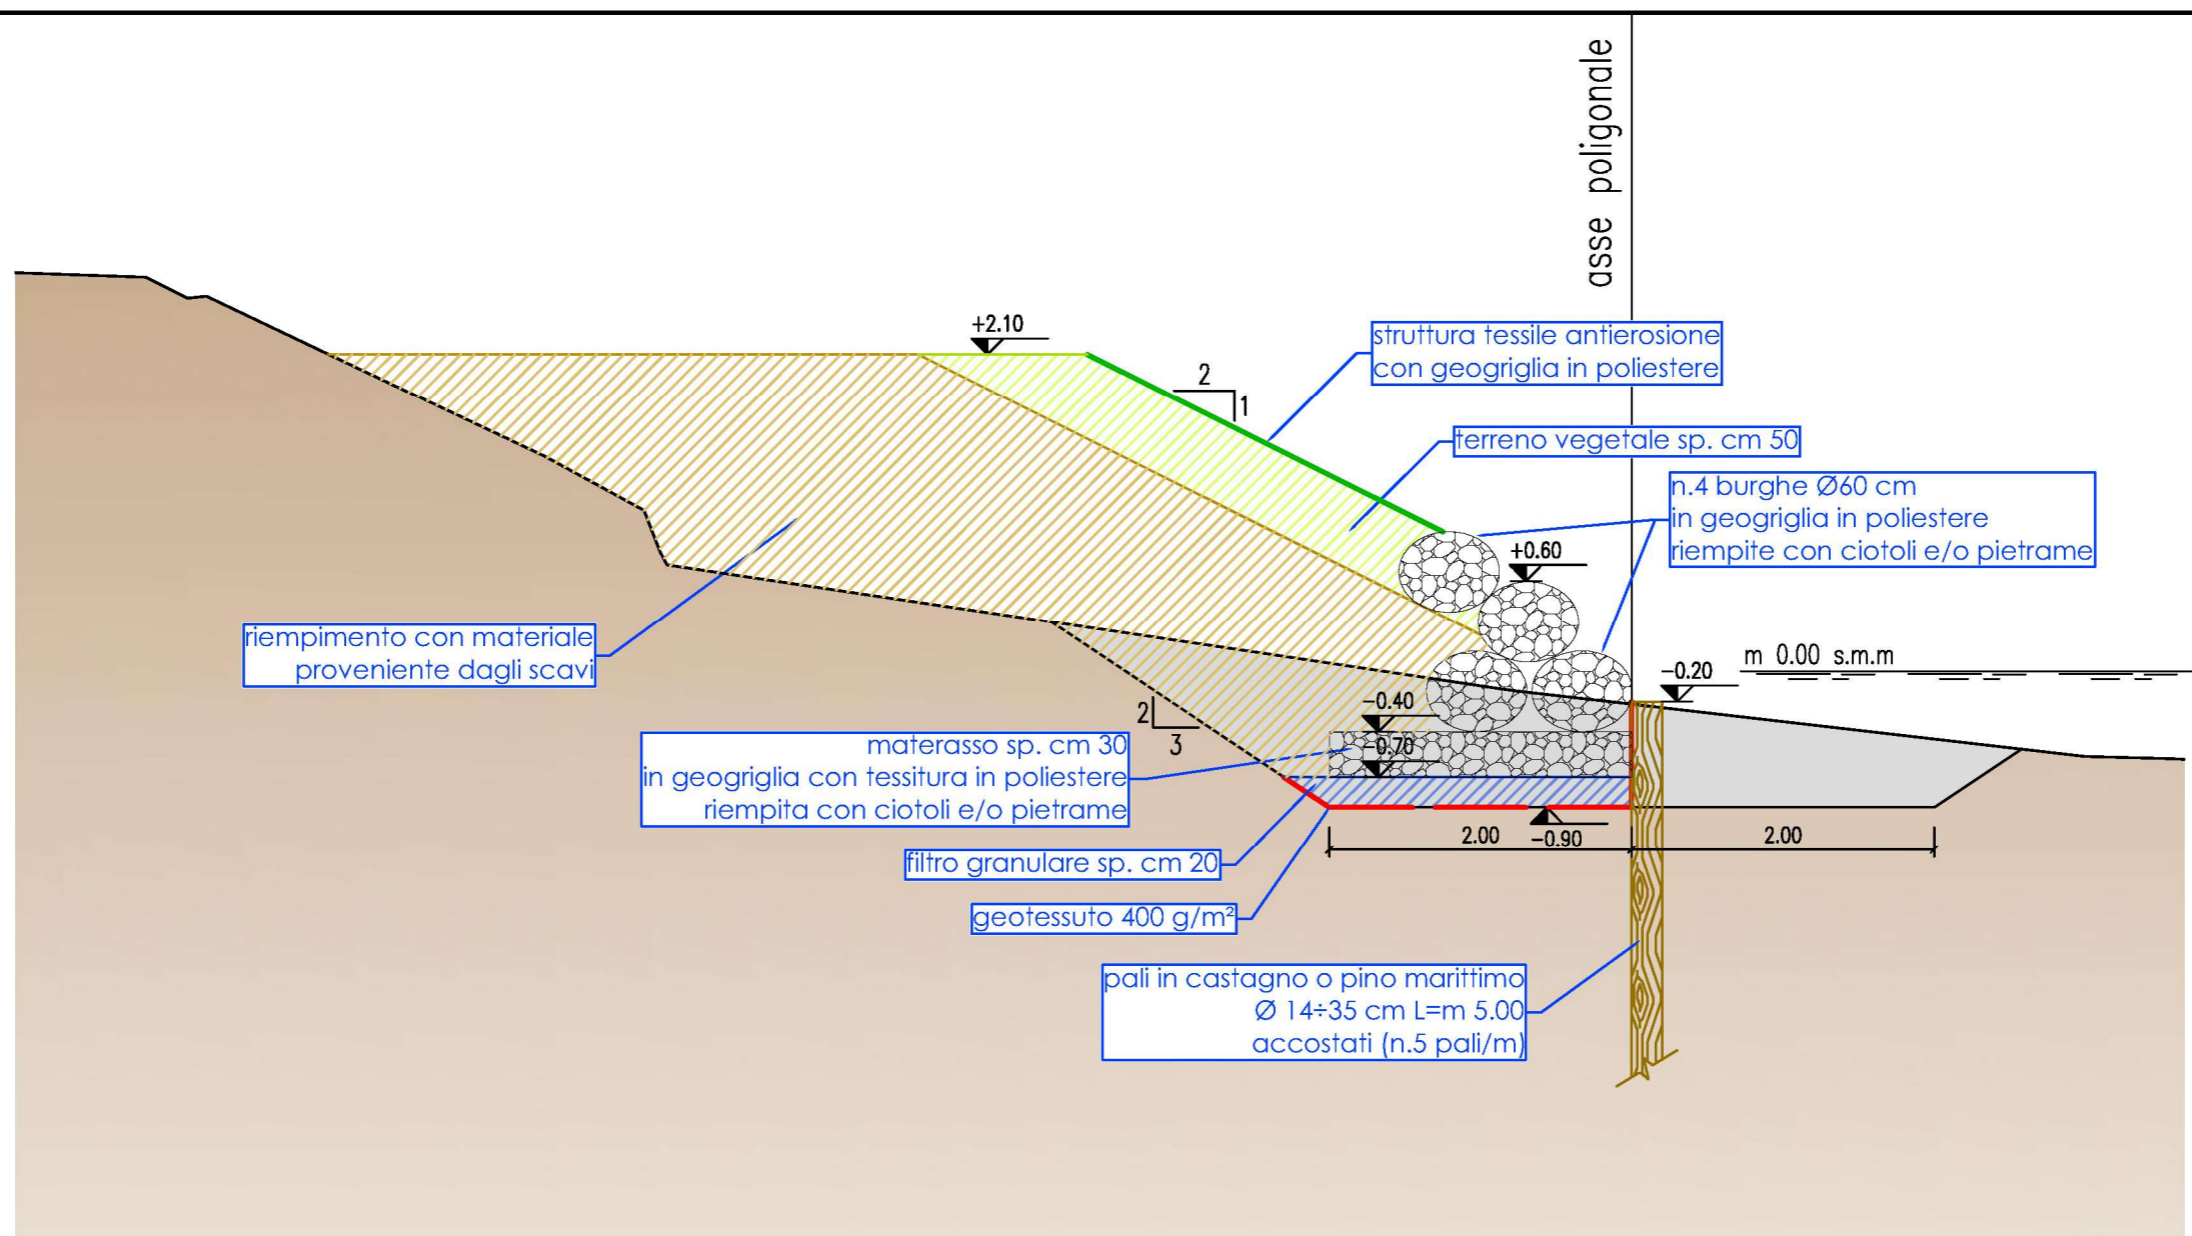 asse poligonale
+2.10
struttura tessile antierosione
con geogriglia in poliestere
2
1
terreno vegetale sp. cm 50
n.4 burghe Ø60 cm
in geogriglia in poliestere
riempite con ciotoli e/o pietrame
+0.60
riempimento con materiale
proveniente dagli scavi
m 0.00 s.m.m
-0.20
-0.40
2
3
-0.70
materasso sp. cm 30
in geogriglia con tessitura in poliestere
riempita con ciotoli e/o pietrame
2.00
-0.90
2.00
filtro granulare sp. cm 20
geotessuto 400 g/m²
pali in castagno o pino marittimo
Ø 14÷35 cm L=m 5.00
accostati (n.5 pali/m)